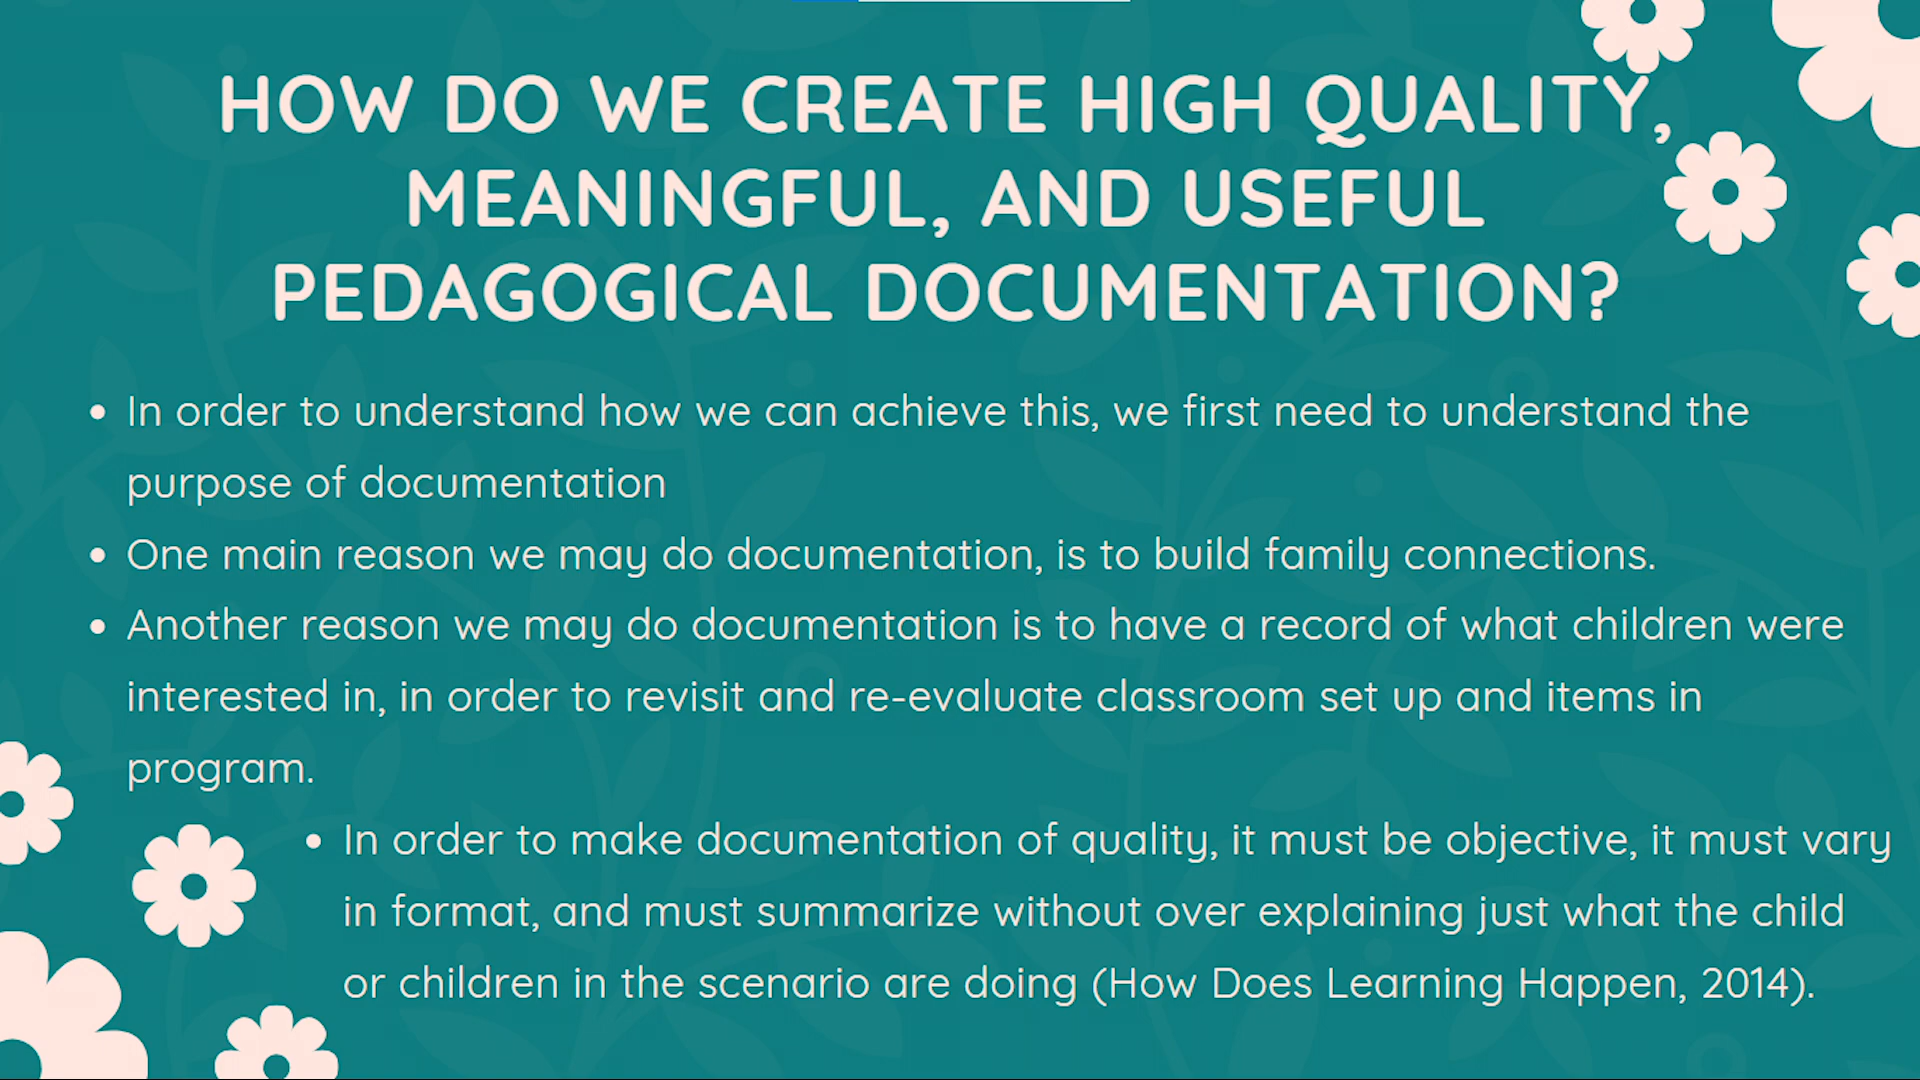 HOW DO WE CREATE HIGH QUALITY,
MEANINGFUL, AND USEFUL
PEDAGOGICAL DOCUMENTATION?
• In order to understand how we can achieve this, we first need to understand the
purpose of documentation
• One main reason we may do documentation, is to build family connections.
• Another reason we may do documentation is to have a record of what children were
interested in, in order to revisit and re-evaluate classroom set up and items in
program.
• In order to make documentation of quality, it must be objective, it must vary
in format, and must summarize without over explaining just what the child
or children in the scenario are doing (How Does Learning Happen, 2014).